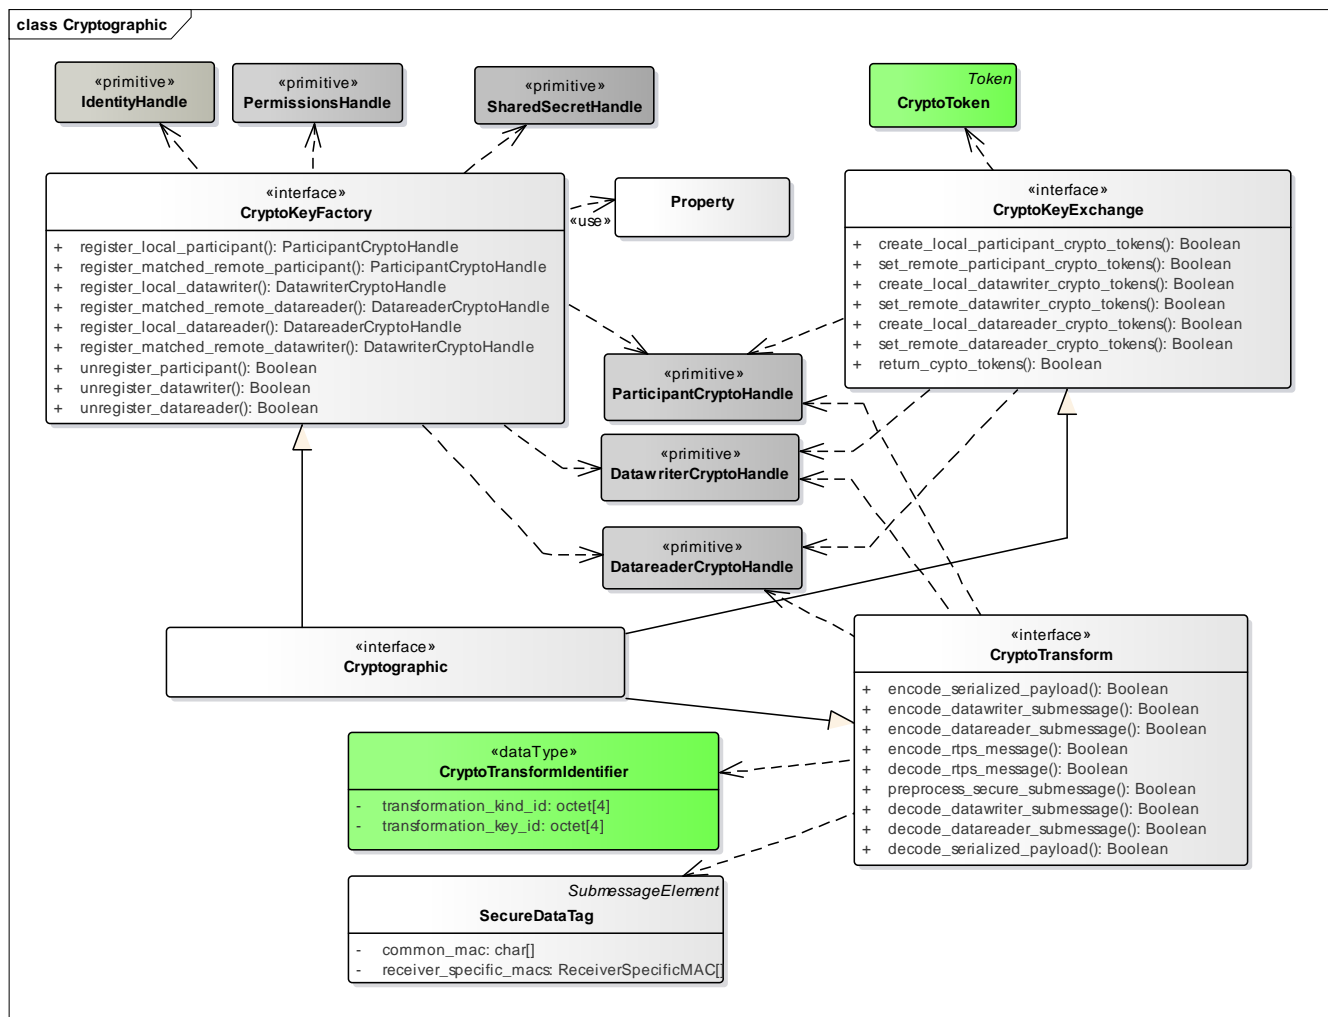 class Cryptographic
«primitive»
IdentityHandle
«primitive»
PermissionsHandle
«primitive»
SharedSecretHandle
Token
CryptoToken
«interface»
CryptoKeyFactory
+ register_local_participant(): ParticipantCryptoHandle
+ register_matched_remote_participant(): ParticipantCryptoHandle
+ register_local_datawriter(): DatawriterCryptoHandle
+ register_matched_remote_datareader(): DatareaderCryptoHandle
+ register_local_datareader(): DatareaderCryptoHandle
+ register_matched_remote_datawriter(): DatawriterCryptoHandle
+ unregister_participant(): Boolean
+ unregister_datawriter(): Boolean
+ unregister_datareader(): Boolean
«use»
Property
«interface»
CryptoKeyExchange
+ create_local_participant_crypto_tokens(): Boolean
+ set_remote_participant_crypto_tokens(): Boolean
+ create_local_datawriter_crypto_tokens(): Boolean
+ set_remote_datawriter_crypto_tokens(): Boolean
+ create_local_datareader_crypto_tokens(): Boolean
+ set_remote_datareader_crypto_tokens(): Boolean
+ return_cypto_tokens(): Boolean
«primitive»
ParticipantCryptoHandle
«primitive»
DatawriterCryptoHandle
«primitive»
DatareaderCryptoHandle
«interface»
Cryptographic
«interface»
CryptoTransform
+ encode_serialized_payload(): Boolean
+ encode_datawriter_submessage(): Boolean
+ encode_datareader_submessage(): Boolean
+ encode_rtps_message(): Boolean
+ decode_rtps_message(): Boolean
+ preprocess_secure_submessage(): Boolean
+ decode_datawriter_submessage(): Boolean
+ decode_datareader_submessage(): Boolean
+ decode_serialized_payload(): Boolean
«dataType»
CryptoTransformIdentifier
- transformation_kind_id: octet[4]
- transformation_key_id: octet[4]
SubmessageElement
SecureDataTag
- common_mac: char[]
- receiver_specific_macs: ReceiverSpecificMAC[]